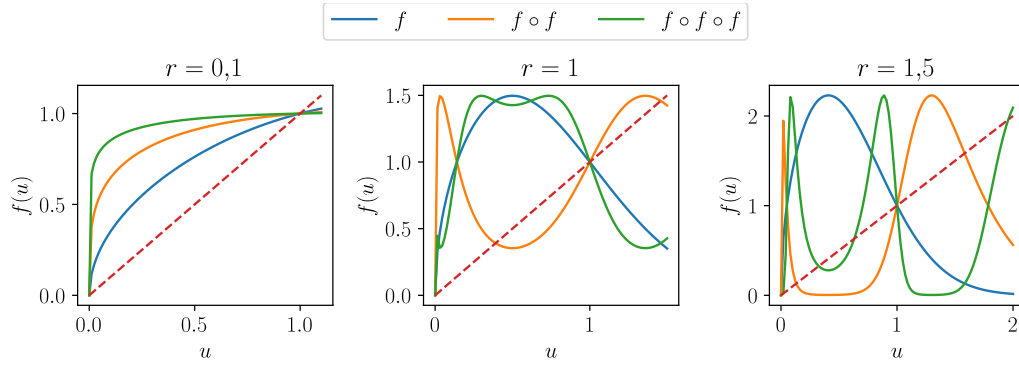 f f ∘ f f ∘ f ∘ f
r = 0,1
r = 1
r = 1,5
f(u)
1.0
0.5
0.0
0.0 0.5 1.0
u
f(u)
1.5
1.0
0.5
0.0
0 1
u
f(u)
2
1
0
0 1 2
u